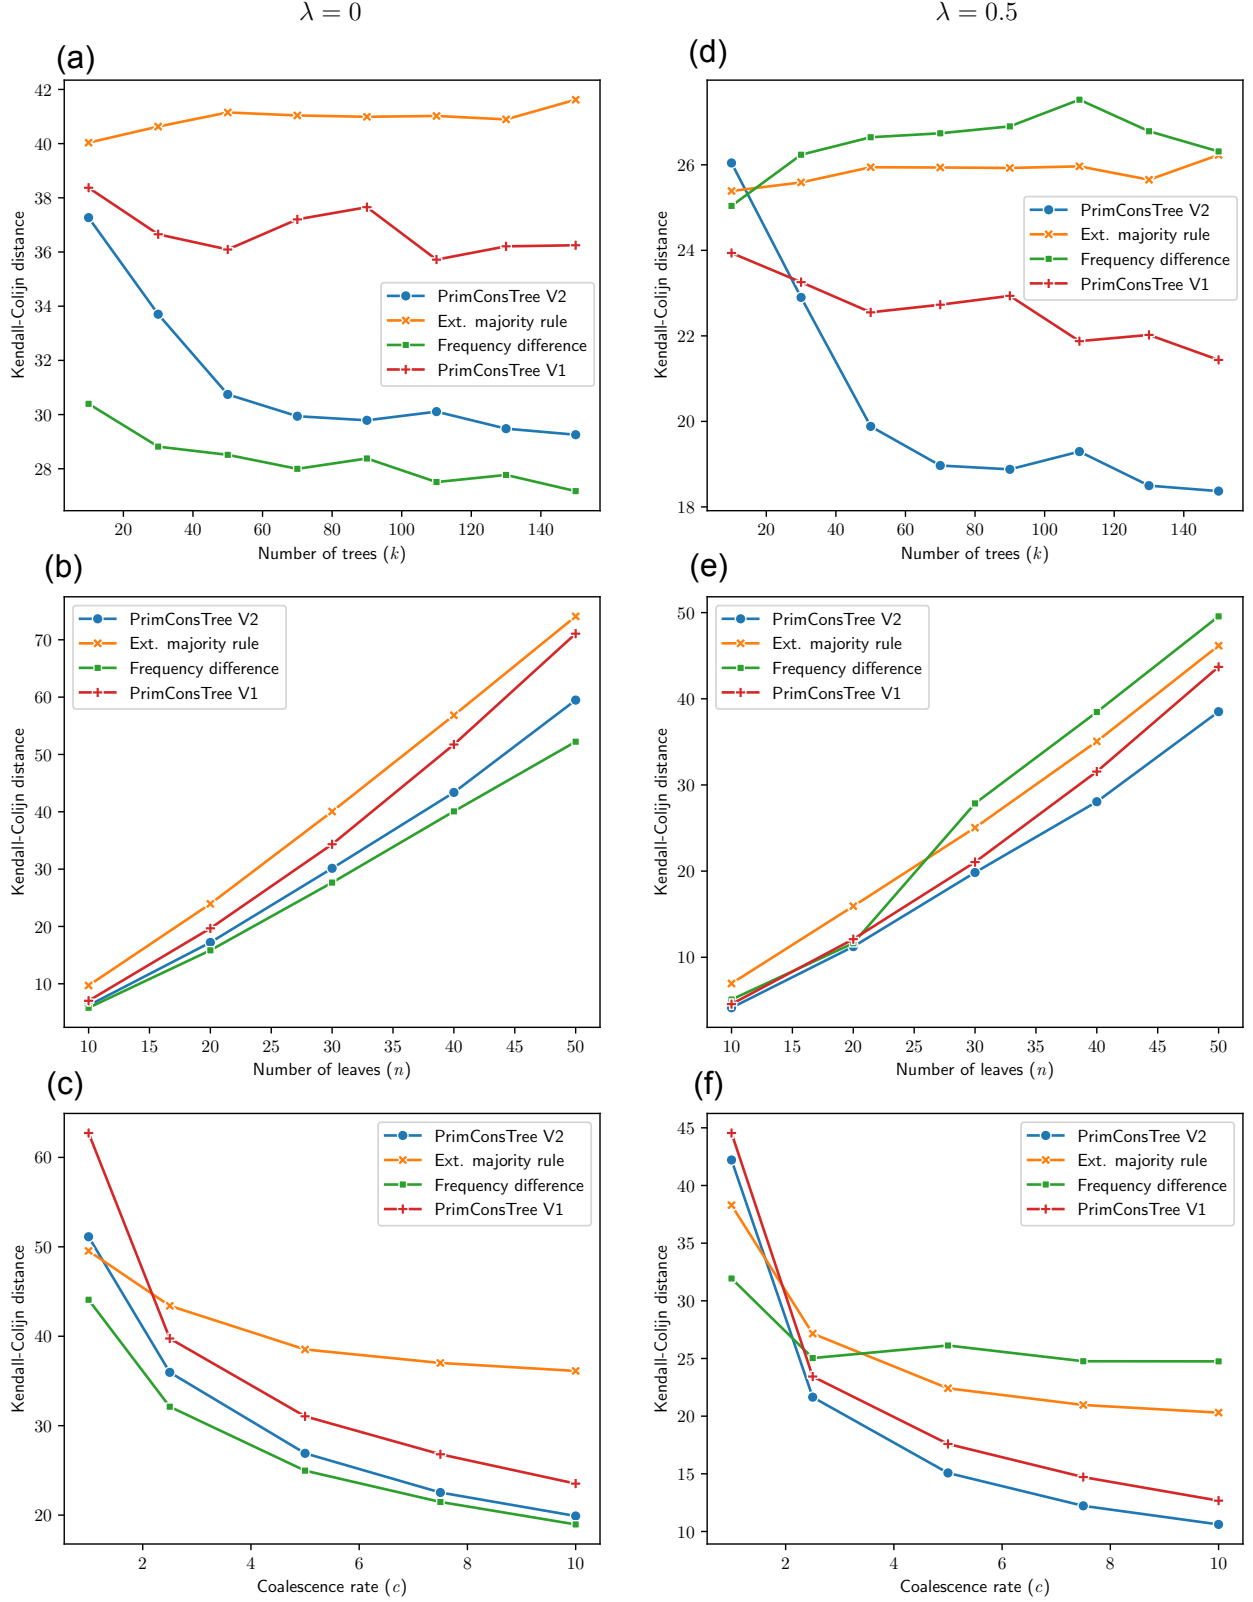 λ = 0
λ = 0.5
(a)
42
40
38
36
34
32
30
28
20 40 60 80 100 120 140
Number of trees (k)
Kendall-Colijn distance
PrimConsTree V2
Ext. majority rule
Frequency difference
PrimConsTree V1
(d)
26
24
22
20
18
20 40 60 80 100 120 140
Number of trees (k)
Kendall-Colijn distance
PrimConsTree V2
Ext. majority rule
Frequency difference
PrimConsTree V1
(b)
70
60
50
40
30
20
10
10 15 20 25 30 35 40 45 50
Number of leaves (n)
Kendall-Colijn distance
PrimConsTree V2
Ext. majority rule
Frequency difference
PrimConsTree V1
(e)
50
40
30
20
10
10 15 20 25 30 35 40 45 50
Number of leaves (n)
Kendall-Colijn distance
PrimConsTree V2
Ext. majority rule
Frequency difference
PrimConsTree V1
(c)
60
50
40
30
20
2 4 6 8 10
Coalescence rate (c)
Kendall-Colijn distance
PrimConsTree V2
Ext. majority rule
Frequency difference
PrimConsTree V1
(f)
45
40
35
30
25
20
15
10
2 4 6 8 10
Coalescence rate (c)
Kendall-Colijn distance
PrimConsTree V2
Ext. majority rule
Frequency difference
PrimConsTree V1